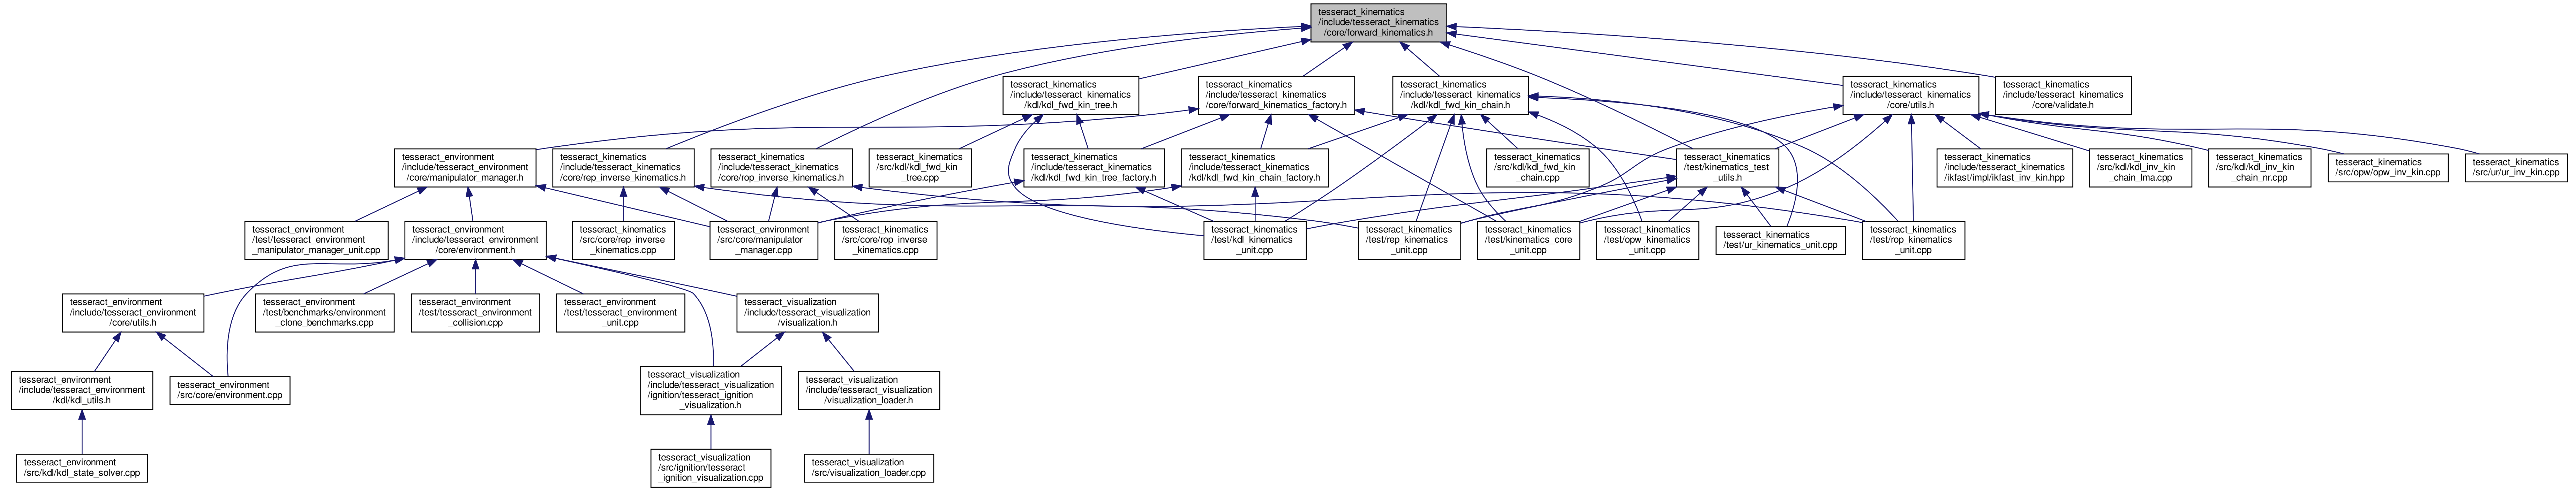 tesseract_kinematics
/include/tesseract_kinematics
/core/forward_kinematics.h
tesseract_kinematics
/include/tesseract_kinematics
/kdl/kdl_fwd_kin_tree.h
tesseract_kinematics
/include/tesseract_kinematics
/core/forward_kinematics_factory.h
tesseract_kinematics
/include/tesseract_kinematics
/kdl/kdl_fwd_kin_chain.h
tesseract_kinematics
/include/tesseract_kinematics
/core/utils.h
tesseract_kinematics
/include/tesseract_kinematics
/core/validate.h
tesseract_environment
/include/tesseract_environment
/core/manipulator_manager.h
tesseract_kinematics
/include/tesseract_kinematics
/core/rep_inverse_kinematics.h
tesseract_kinematics
/include/tesseract_kinematics
/core/rop_inverse_kinematics.h
tesseract_kinematics
/src/kdl/kdl_fwd_kin
_tree.cpp
tesseract_kinematics
/include/tesseract_kinematics
/kdl/kdl_fwd_kin_tree_factory.h
tesseract_kinematics
/include/tesseract_kinematics
/kdl/kdl_fwd_kin_chain_factory.h
tesseract_kinematics
/src/kdl/kdl_fwd_kin
_chain.cpp
tesseract_kinematics
/test/kinematics_test
_utils.h
tesseract_kinematics
/include/tesseract_kinematics
/ikfast/impl/ikfast_inv_kin.hpp
tesseract_kinematics
/src/kdl/kdl_inv_kin
_chain_lma.cpp
tesseract_kinematics
/src/kdl/kdl_inv_kin
_chain_nr.cpp
tesseract_kinematics
/src/opw/opw_inv_kin.cpp
tesseract_kinematics
/src/ur/ur_inv_kin.cpp
tesseract_environment
/test/tesseract_environment
_manipulator_manager_unit.cpp
tesseract_environment
/include/tesseract_environment
/core/environment.h
tesseract_kinematics
/src/core/rep_inverse
_kinematics.cpp
tesseract_environment
/src/core/manipulator
_manager.cpp
tesseract_kinematics
/src/core/rop_inverse
_kinematics.cpp
tesseract_kinematics
/test/kdl_kinematics
_unit.cpp
tesseract_kinematics
/test/rep_kinematics
_unit.cpp
tesseract_kinematics
/test/kinematics_core
_unit.cpp
tesseract_kinematics
/test/opw_kinematics
_unit.cpp
tesseract_kinematics
/test/ur_kinematics_unit.cpp
tesseract_kinematics
/test/rop_kinematics
_unit.cpp
tesseract_environment
/include/tesseract_environment
/core/utils.h
tesseract_environment
/test/benchmarks/environment
_clone_benchmarks.cpp
tesseract_environment
/test/tesseract_environment
_collision.cpp
tesseract_environment
/test/tesseract_environment
_unit.cpp
tesseract_visualization
/include/tesseract_visualization
/visualization.h
tesseract_environment
/include/tesseract_environment
/kdl/kdl_utils.h
tesseract_environment
/src/core/environment.cpp
tesseract_visualization
/include/tesseract_visualization
/ignition/tesseract_ignition
_visualization.h
tesseract_visualization
/include/tesseract_visualization
/visualization_loader.h
tesseract_environment
/src/kdl/kdl_state_solver.cpp
tesseract_visualization
/src/ignition/tesseract
_ignition_visualization.cpp
tesseract_visualization
/src/visualization_loader.cpp